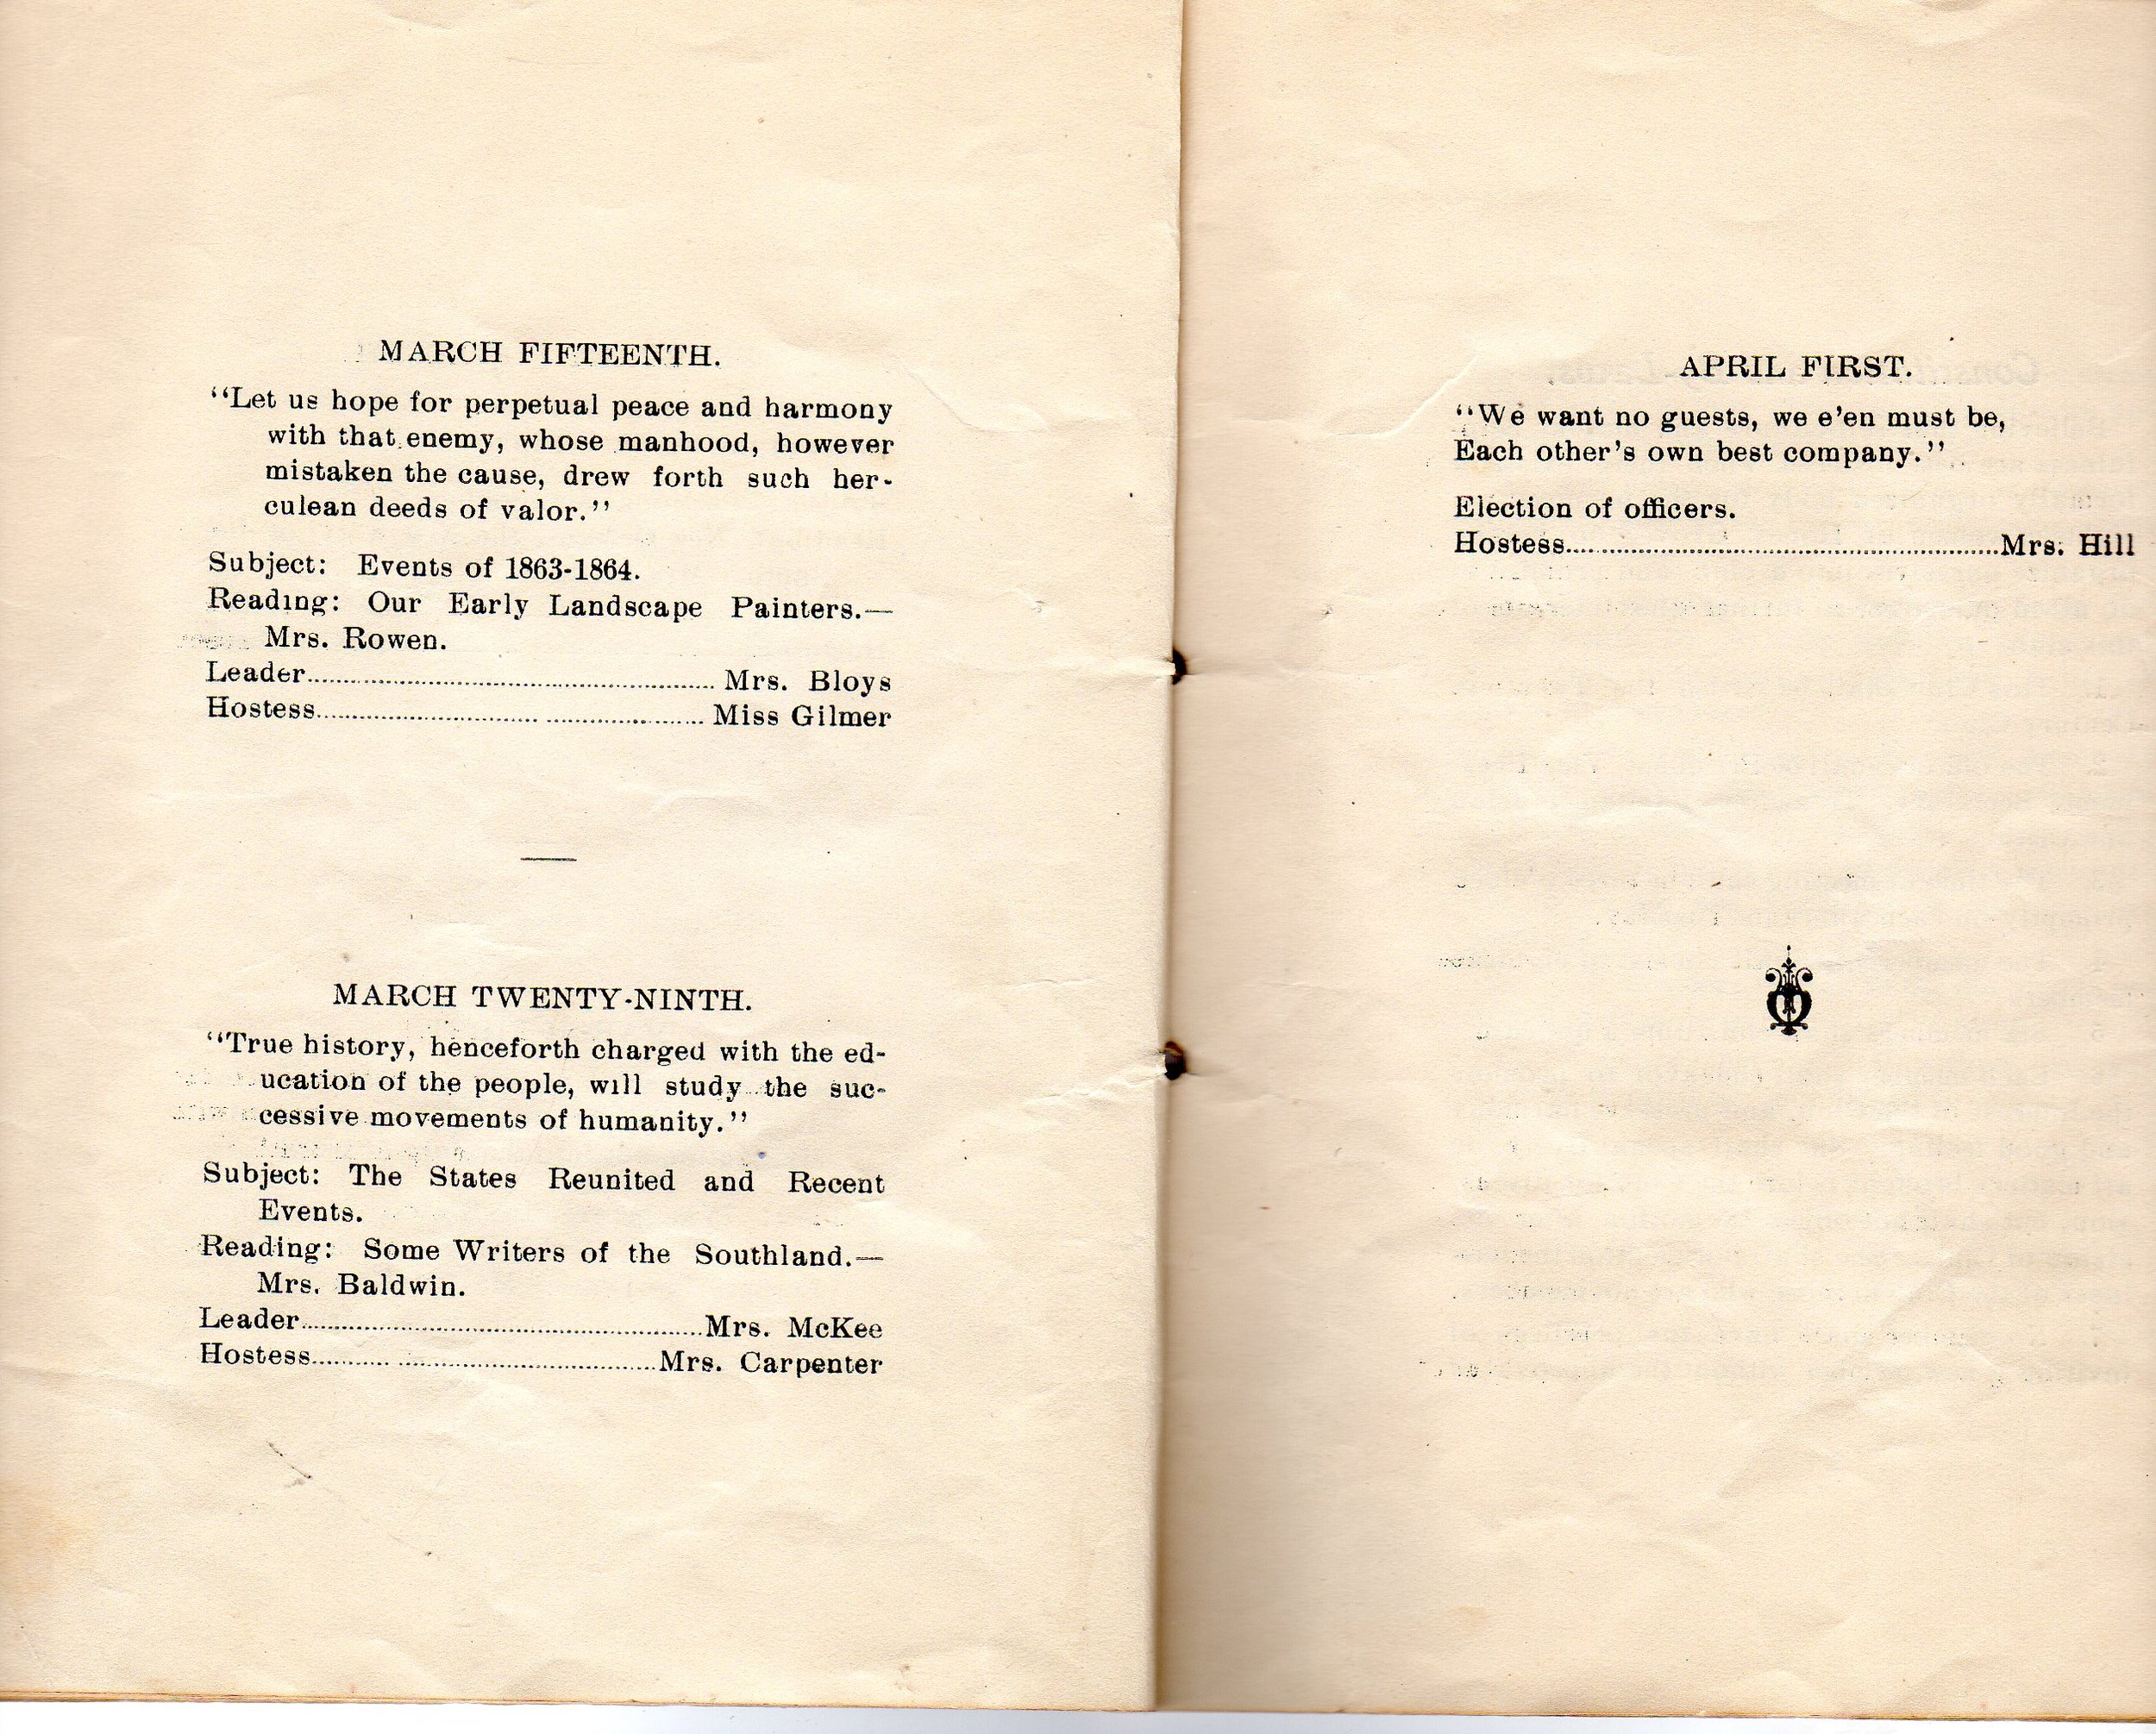 MARCH FIFTEENTH.
“Let us hope for perpetual peace and harmony
with that enemy, whose manhood, however
mistaken the cause, drew forth such her-
culean deeds of valor.”
Subject: Events of 1863-1864.
Reading: Our Early Landscape Painters.—
Mrs. Rowen.
Leader.................................................... Mrs. Bloys
Hostess.................................................. Miss Gilmer
MARCH TWENTY-NINTH.
“True history, henceforth charged with the ed-
ucation of the people, will study the suc-
cessive movements of humanity.”
Subject: The States Reunited and Recent
Events.
Reading: Some Writers of the Southland.—
Mrs. Baldwin.
Leader....................................................Mrs. McKee
Hostess.............................................Mrs. Carpenter
APRIL FIRST.
“We want no guests, we e’en must be,
Each other’s own best company.”
Election of officers.
Hostess........................................................Mrs. Hill